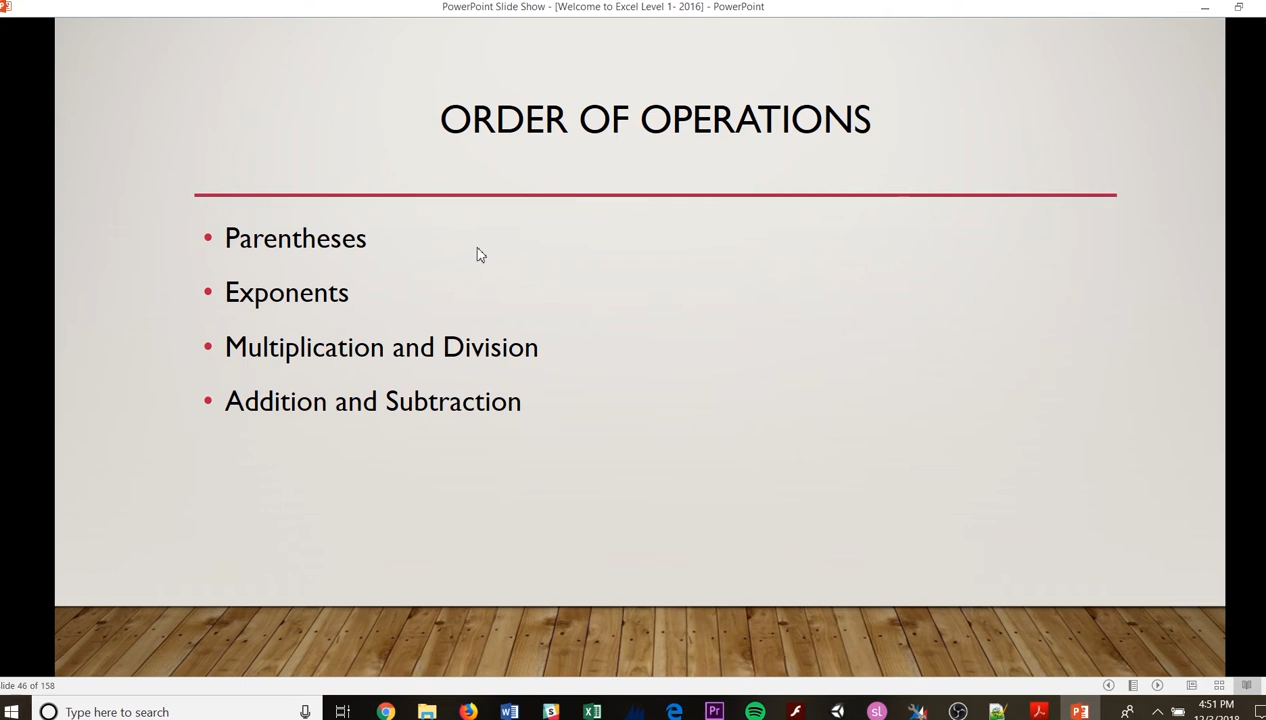 PowerPoint Slide Show - [Welcome to Excel Level 1- 2016] - PowerPoint
ORDER OF OPERATIONS
• Parentheses
• Exponents
• Multiplication and Division
• Addition and Subtraction
slide 46 of 158
Type here to search
4:51 PM
12/3/2018